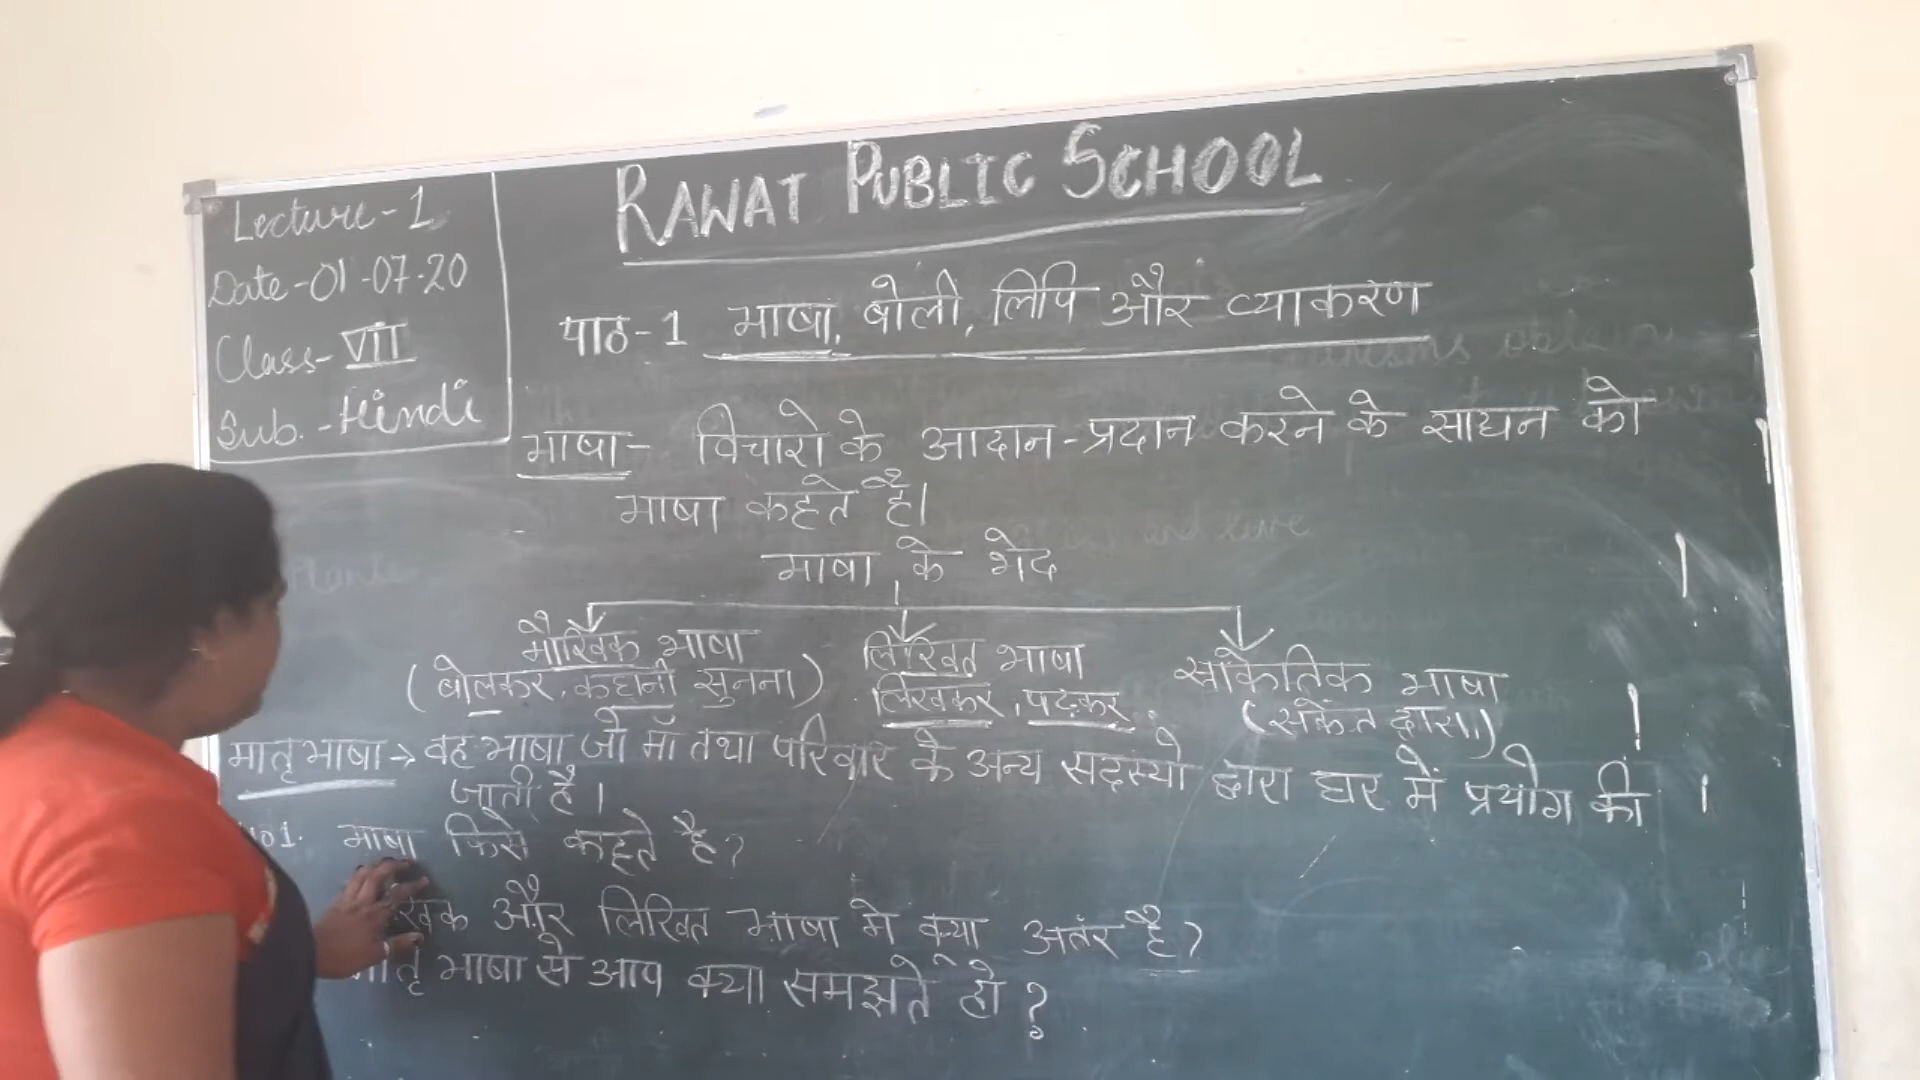 Lecture-1
Date-01-07-20
Class-VII
Sub.-Hindi
RAWAT PUBLIC SCHOOL
पाठ-1 भाषा, बोली, लिपि और व्याकरण
भाषा- विचारो के आदान-प्रदान करने के साधन को
भाषा कहते है।
भाषा के भेद
मौखिक भाषा
(बोलकर, कहानी सुनना)
लिखित भाषा
लिखकर, पढ़कर
सांकेतिक भाषा
(संकेत द्वारा)
मातृभाषा → वह भाषा जो माँ तथा परिवार के अन्य सदस्यो द्वारा घर में प्रयोग की
जाती है।
1. भाषा किसे कहते है?
और लिखित भाषा मे क्या अतंर है?
भाषा से आप क्या समझते हो?